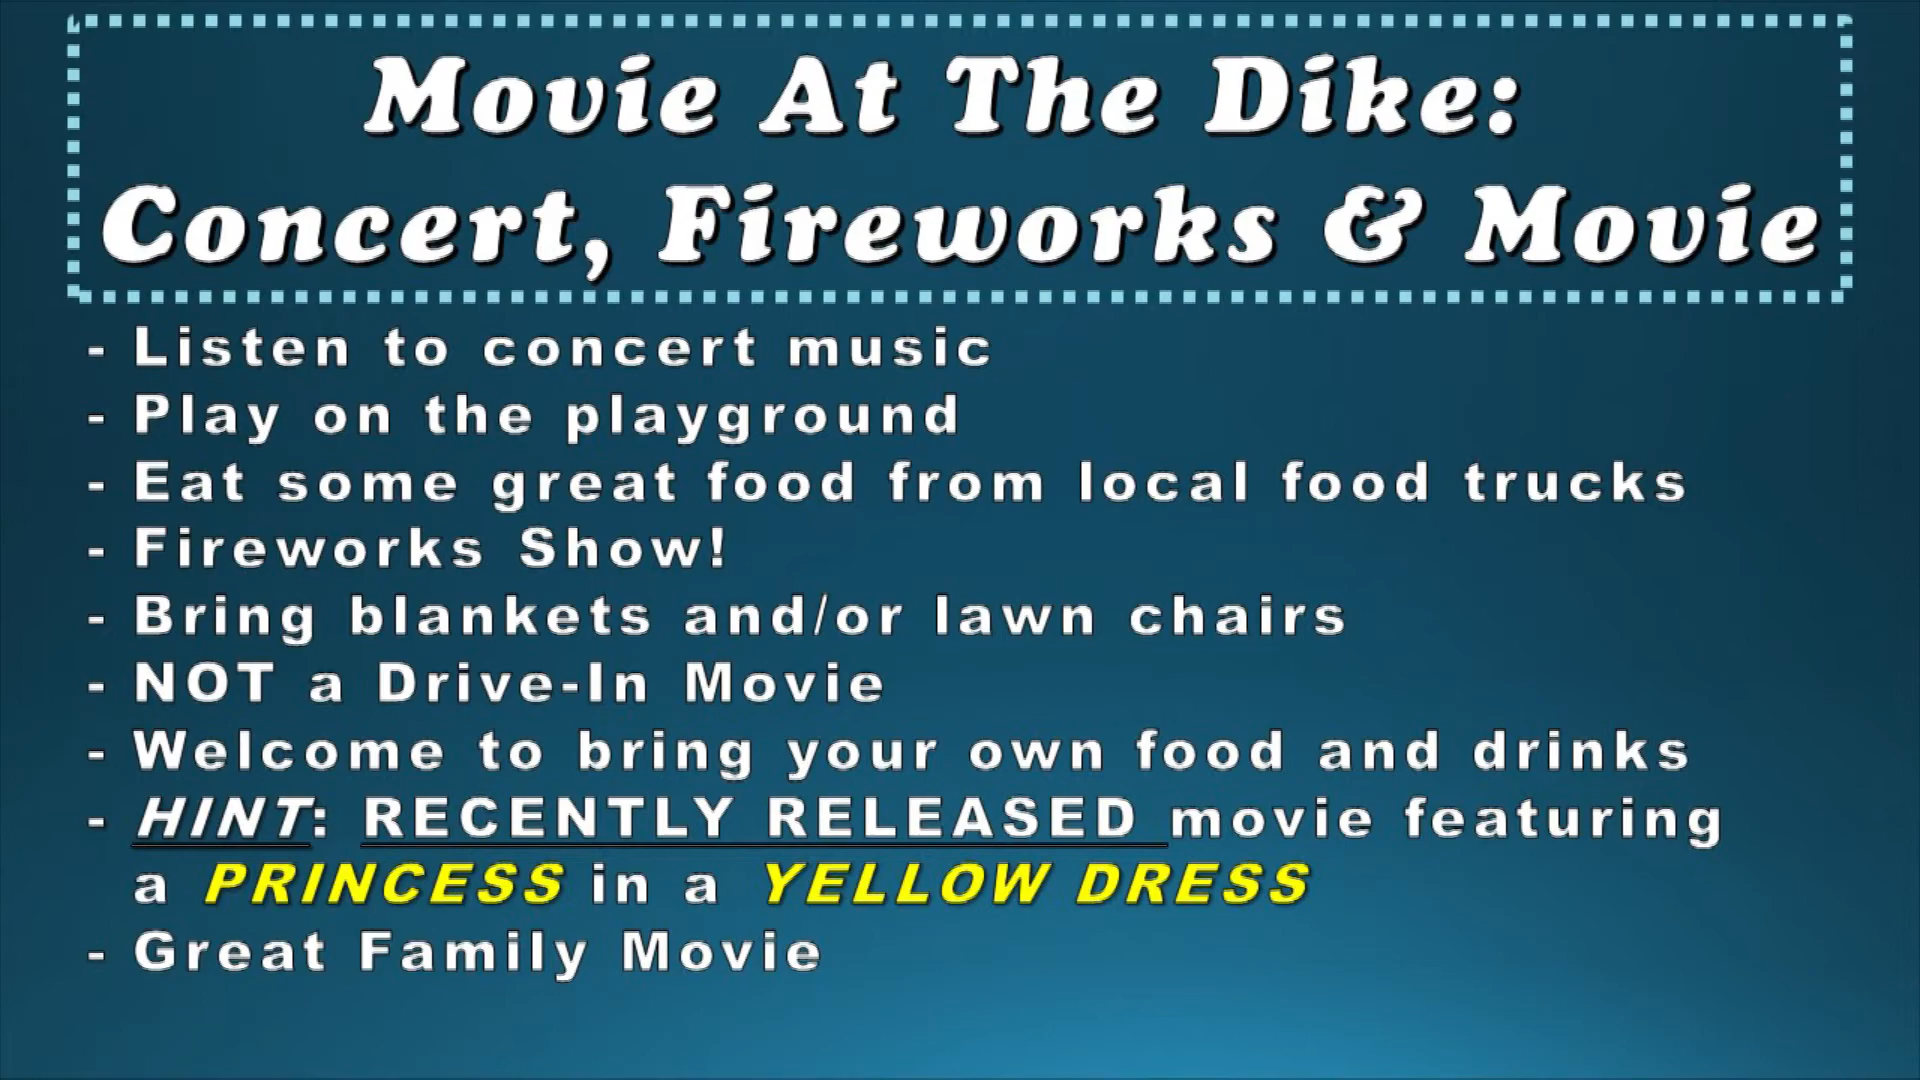 Movie At The Dike:
Concert, Fireworks & Movie
- Listen to concert music
- Play on the playground
- Eat some great food from local food trucks
- Fireworks Show!
- Bring blankets and/or lawn chairs
- NOT a Drive-In Movie
- Welcome to bring your own food and drinks
- HINT: RECENTLY RELEASED movie featuring
a PRINCESS in a YELLOW DRESS
- Great Family Movie